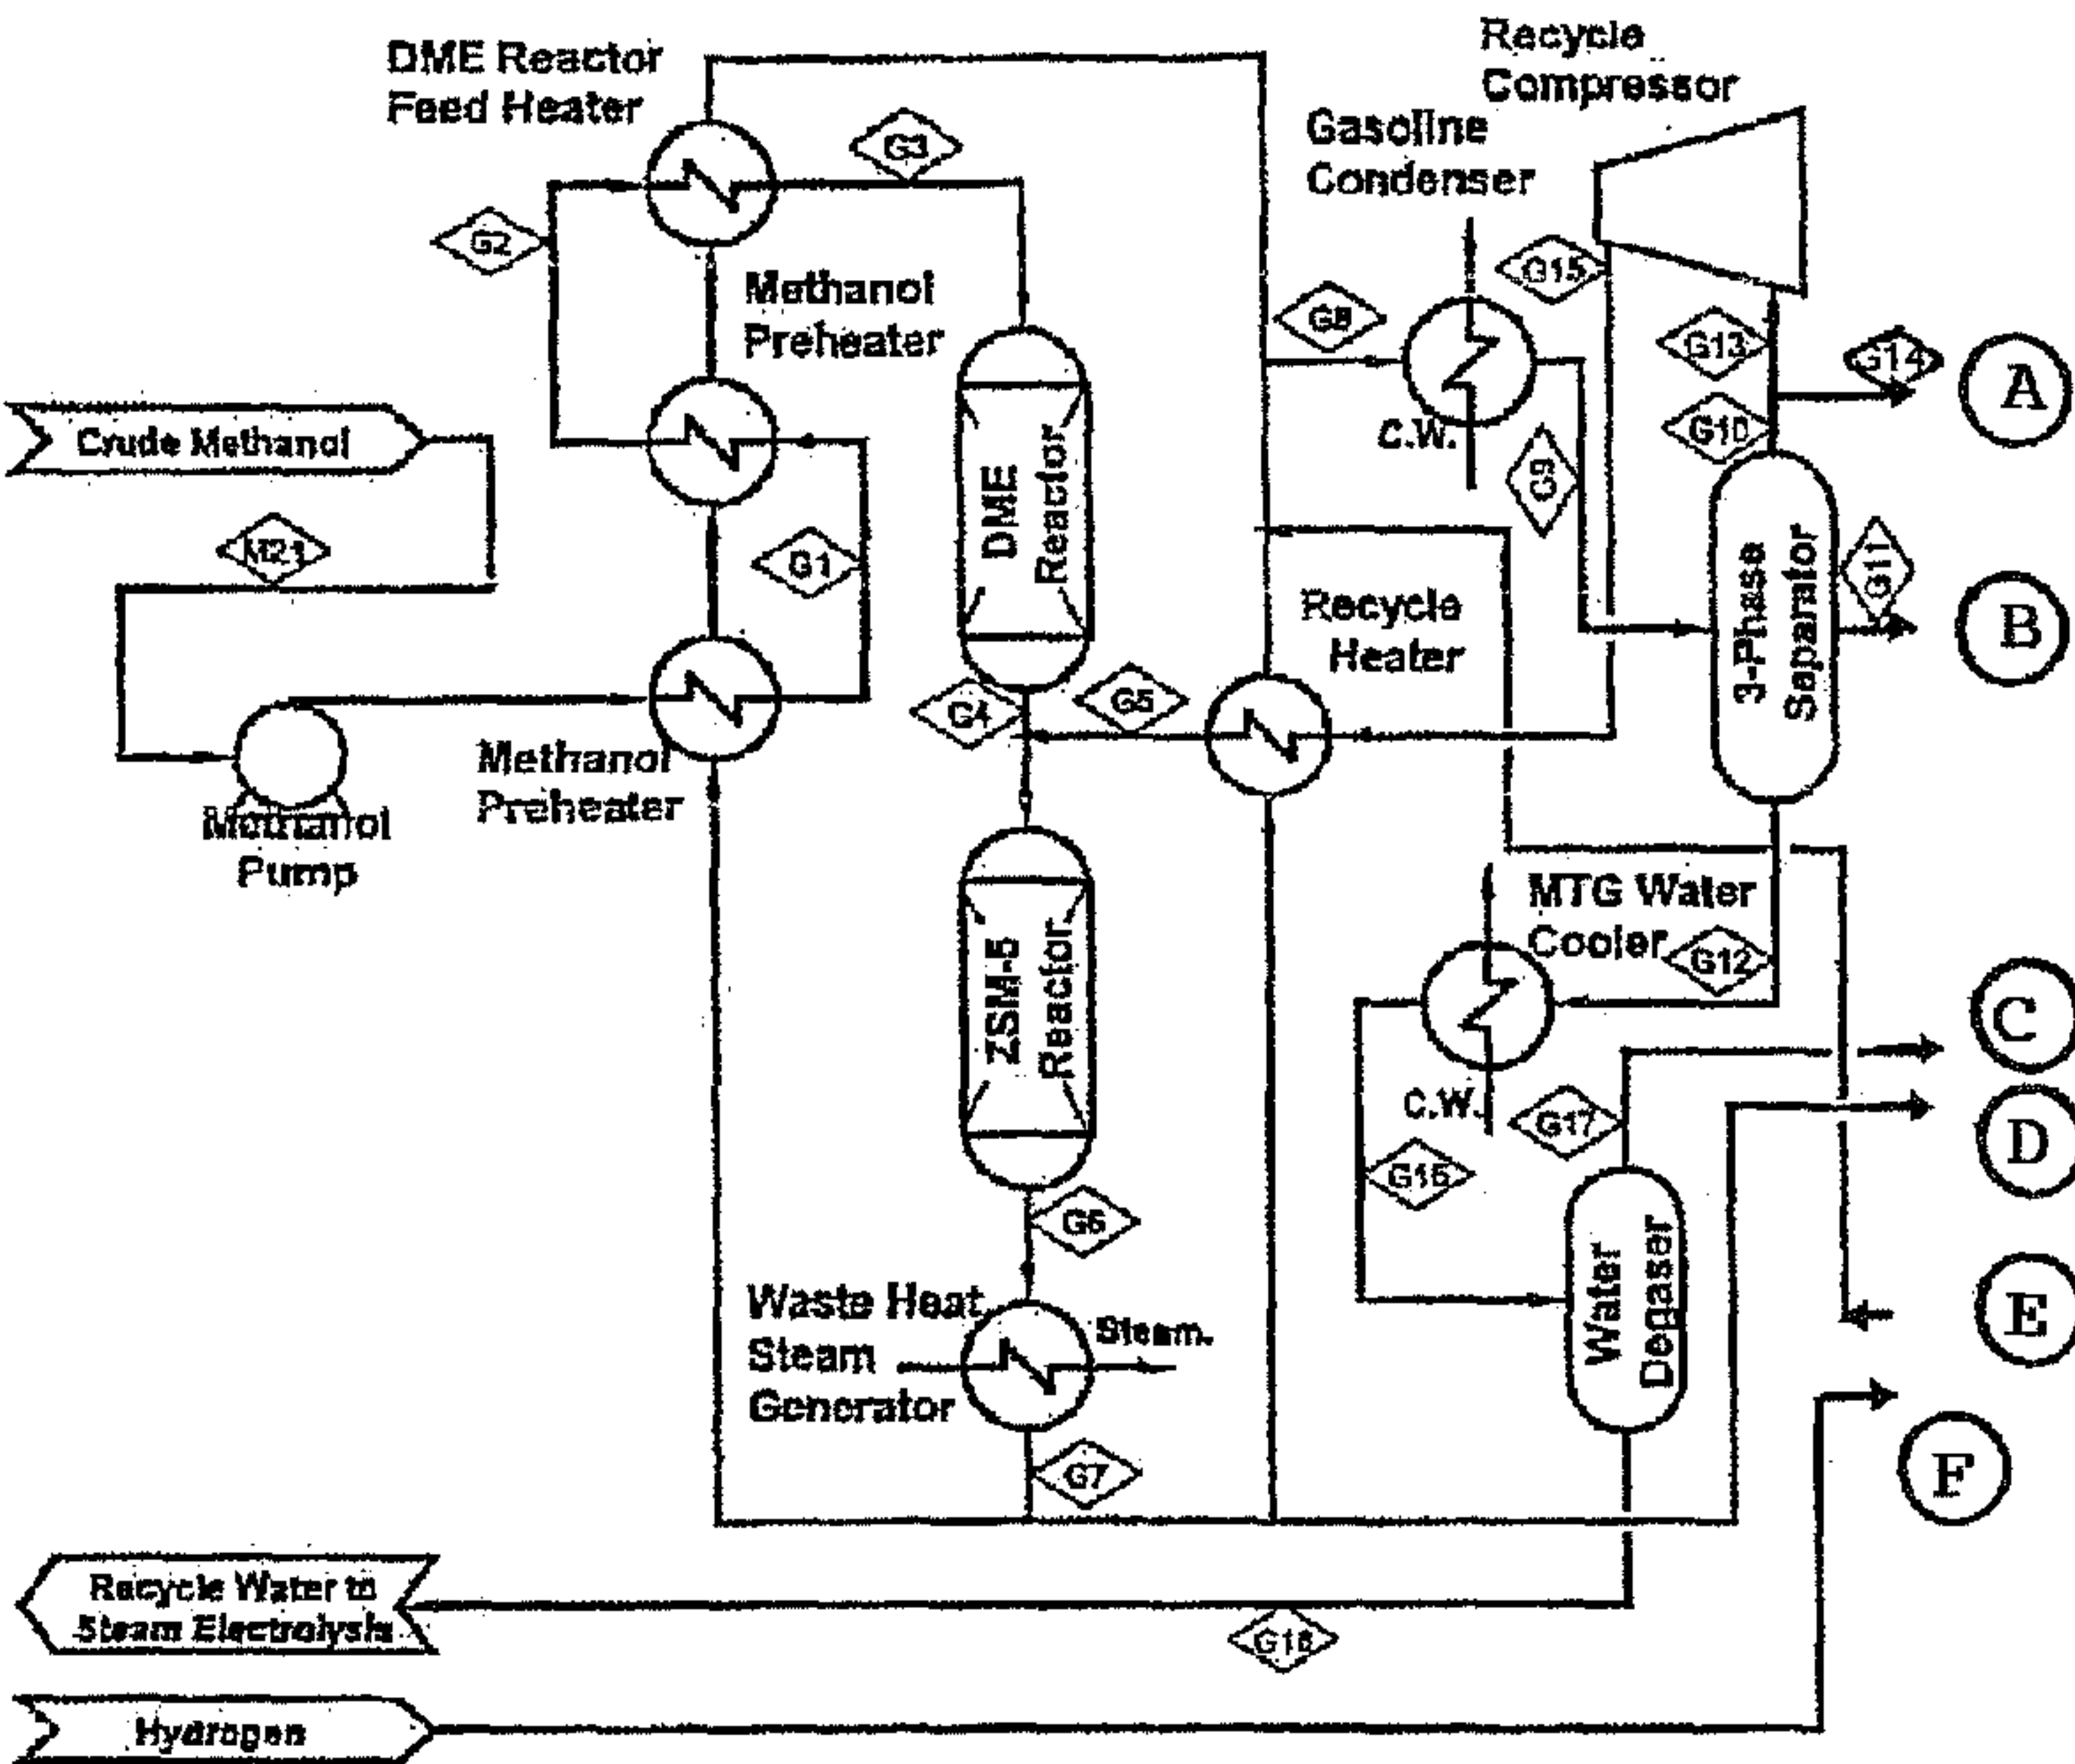 DME Reactor
Feed Heater
Recycle
Compressor
Gasoline
Condenser
G3
G2
Methanol
Preheater
G15
G8
G13
G14
A
Crude Methanol
C.W.
G10
G9
DME
Reactor
M21
G1
G11
3-Phase
Separator
B
Recycle
Heater
G4
G5
Methanol
Preheater
Methanol
Pump
MTG Water
Cooler
G12
ZSM-5
Reactor
C
C.W.
G17
D
G16
G6
Water
Degaser
Waste Heat
Steam
Generator
Steam.
E
G7
F
Recycle Water to
Steam Electrolysis
G18
Hydrogen